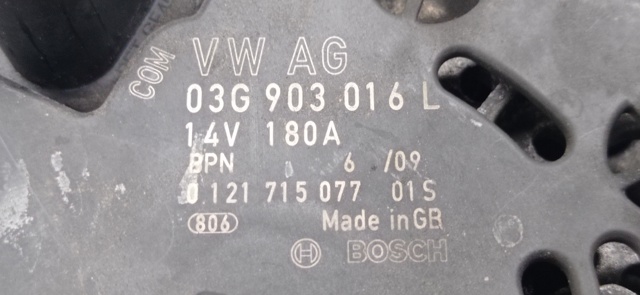 COM
VW AG
03G 903 016 L
14V 180A
BPN 6 /09
0 121 715 077 01S
806 Made in GB
BOSCH